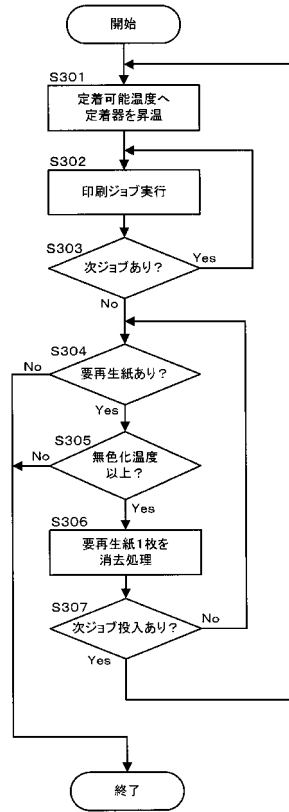 開始
S301
定着可能温度へ
定着器を昇温
S302
印刷ジョブ実行
S303
次ジョブあり?
Yes
No
S304
No
要再生紙あり?
Yes
S305
No
無色化温度
以上?
Yes
S306
要再生紙1枚を
消去処理
S307
No
次ジョブ投入あり?
Yes
終了